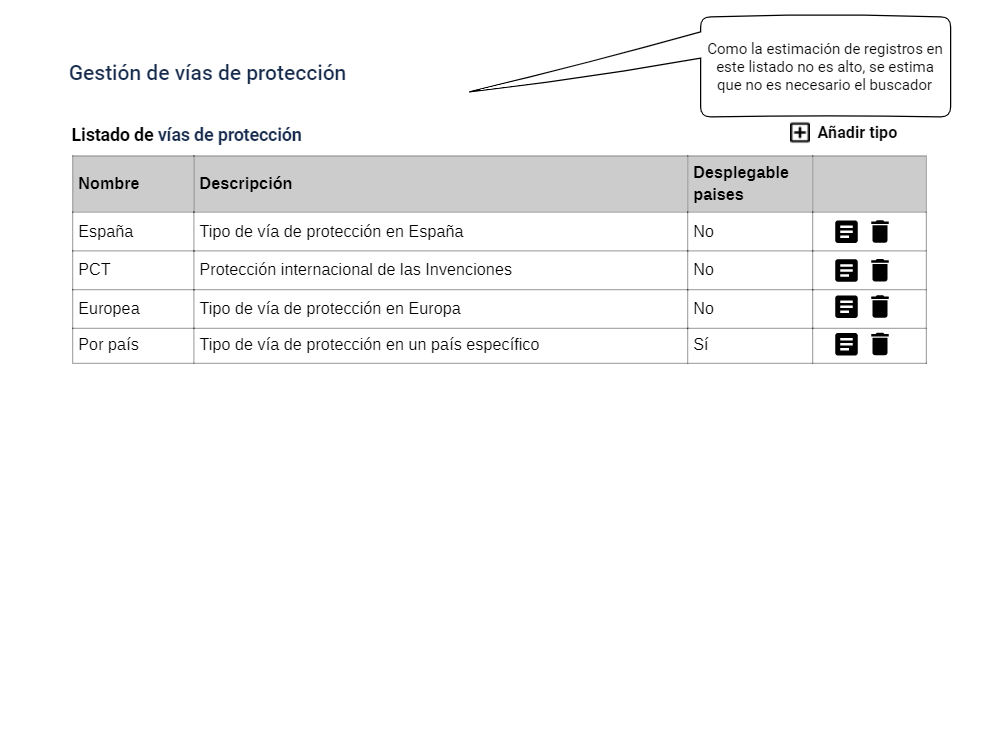 Como la estimación de registros en
este listado no es alto, se estima
que no es necesario el buscador
Gestión de vías de protección
Listado de vías de protección
Añadir tipo
Nombre Descripción Desplegable paises
España Tipo de vía de protección en España No
PCT Protección internacional de las Invenciones No
Europea Tipo de vía de protección en Europa No
Por país Tipo de vía de protección en un país específico Sí